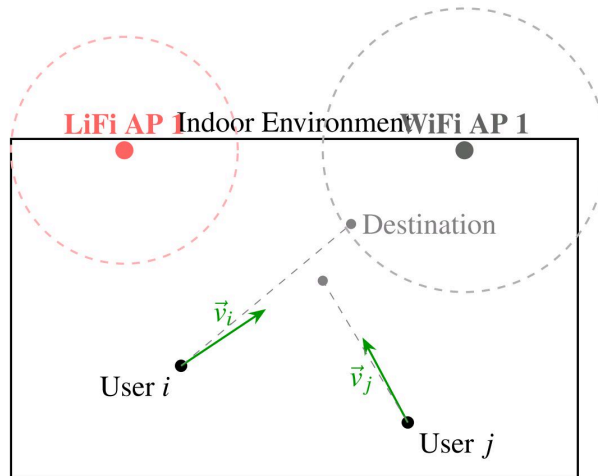 LiFi AP 1
Indoor Environment
WiFi AP 1
Destination
v⃗ᵢ
User i
v⃗ⱼ
User j